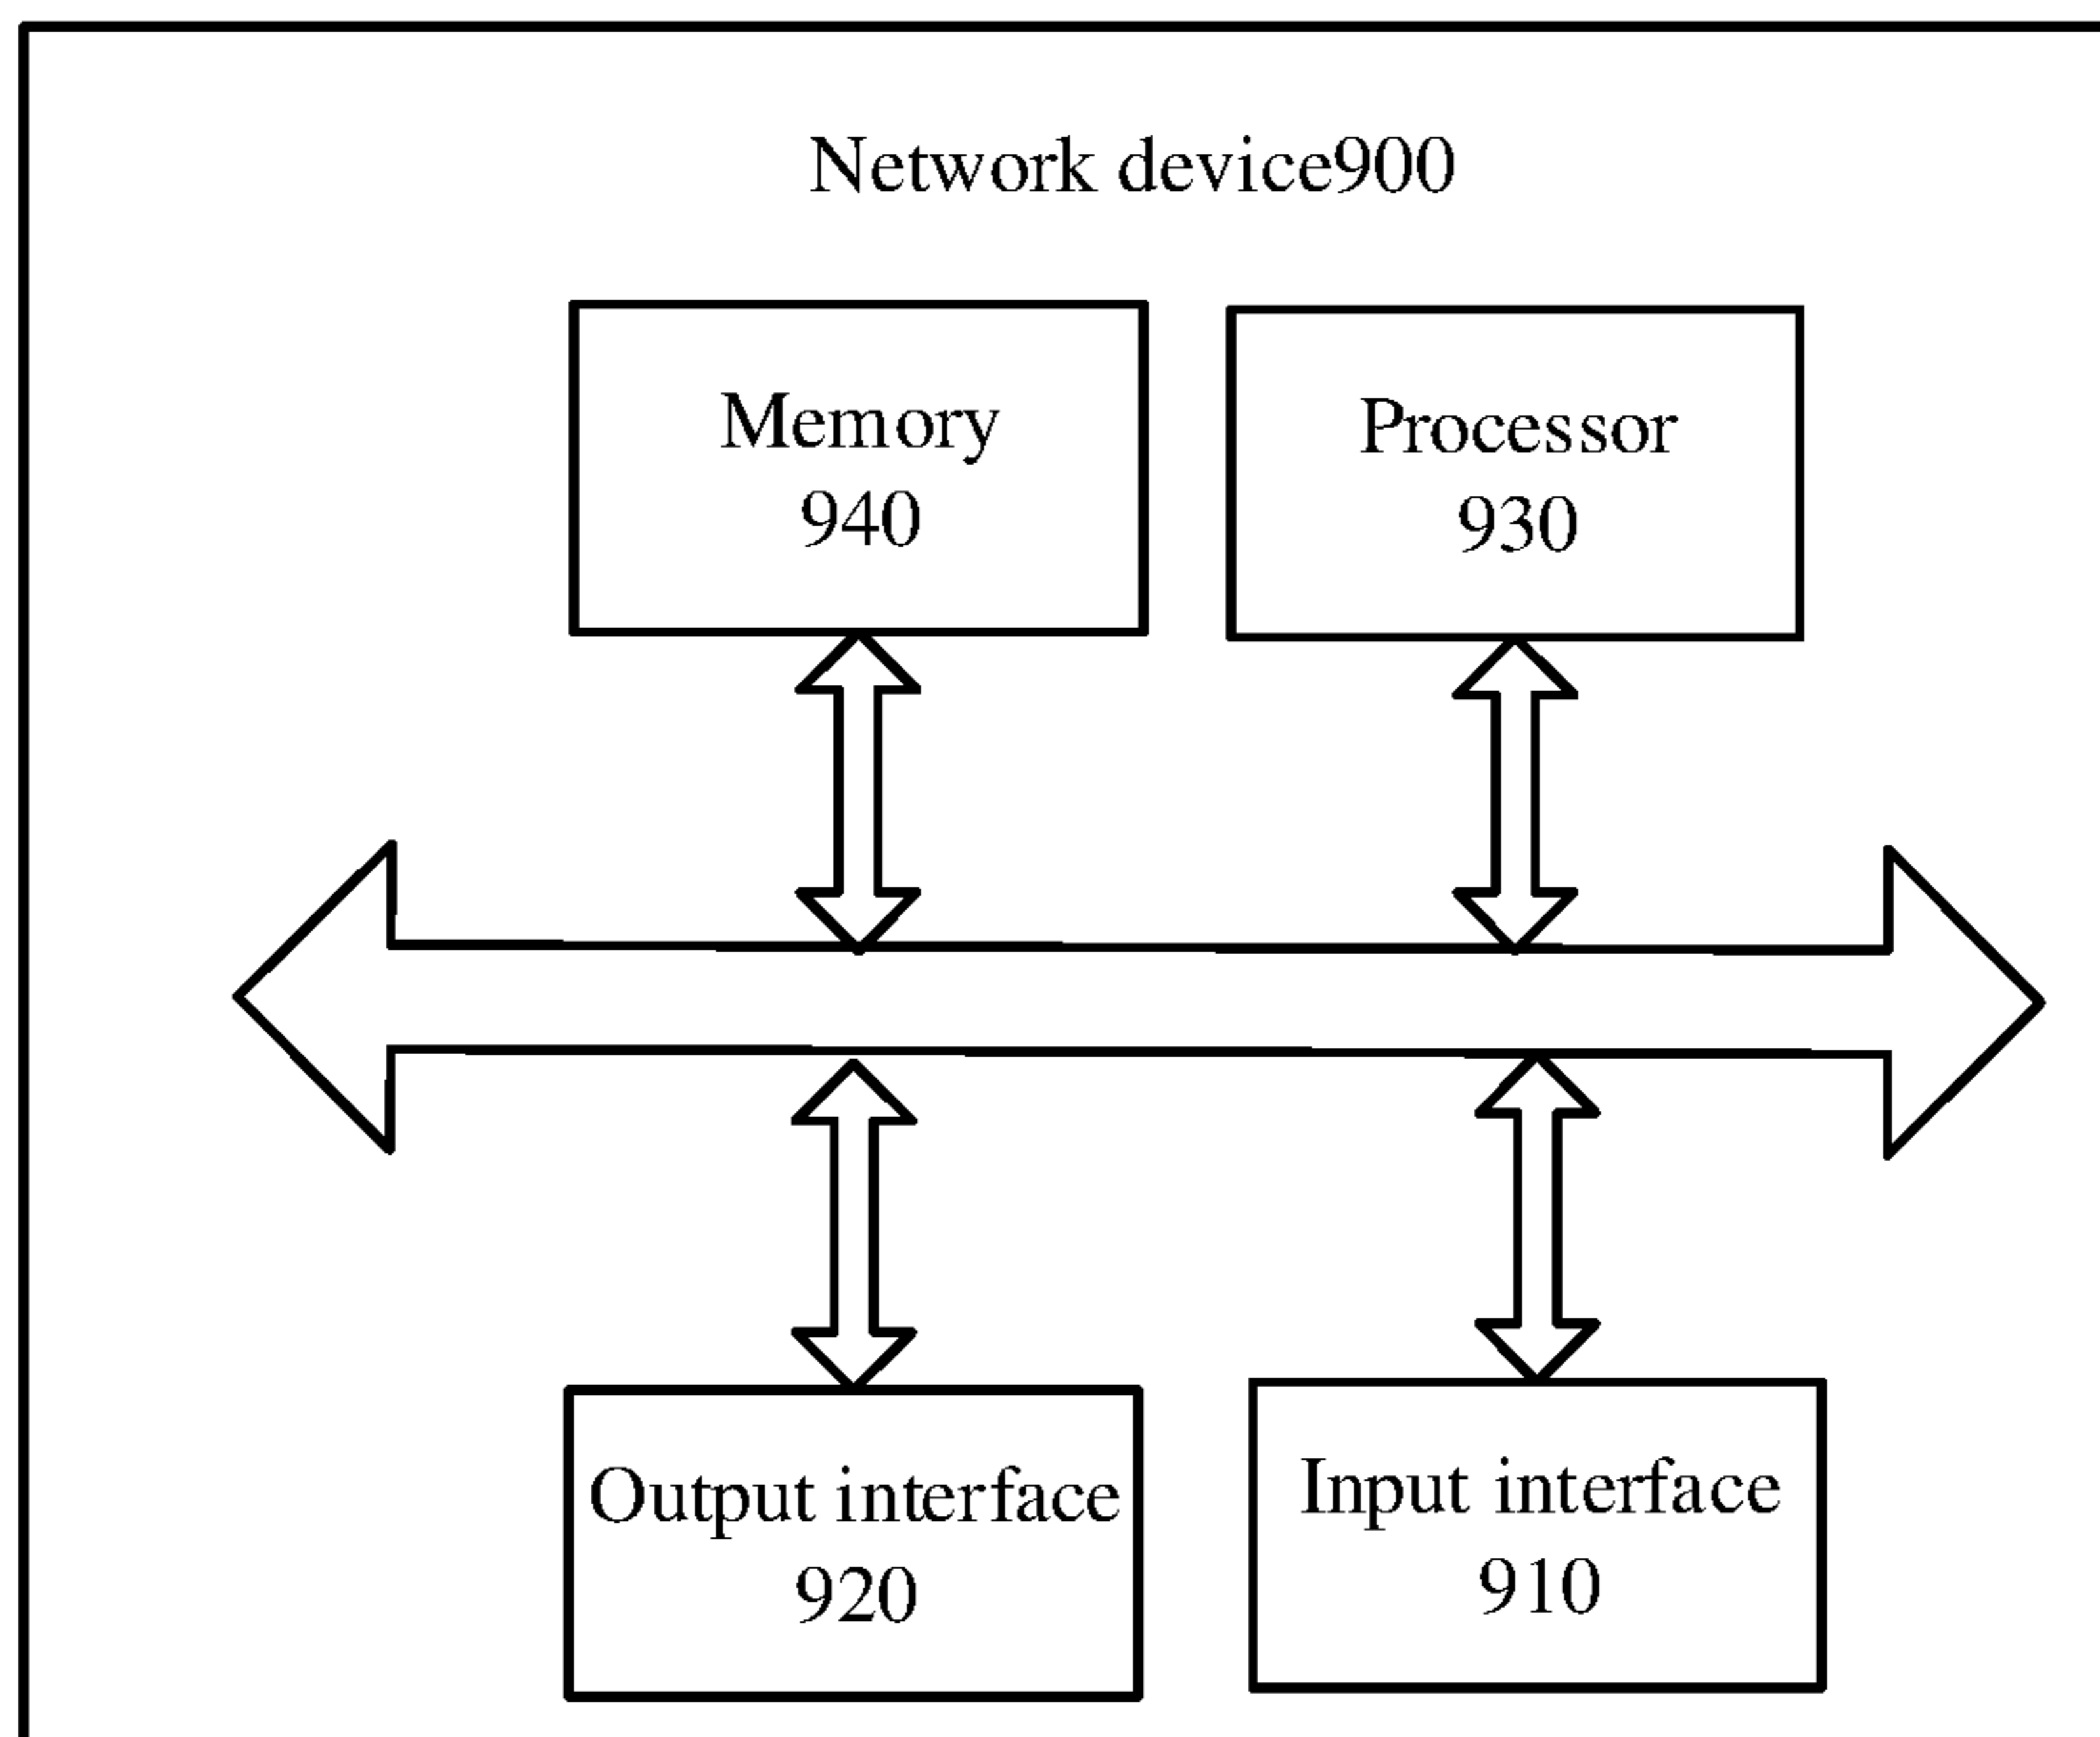 Network device900
Memory
940
Processor
930
Output interface
920
Input interface
910